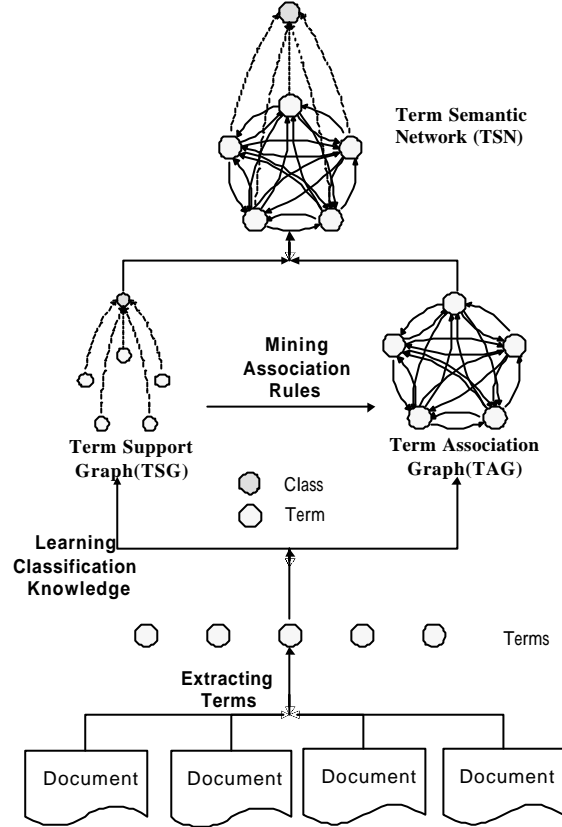 Term Semantic
Network (TSN)
Mining
Association
Rules
Term Support
Graph(TSG)
Term Association
Graph(TAG)
Class
Term
Learning
Classification
Knowledge
Terms
Extracting
Terms
Document
Document
Document
Document